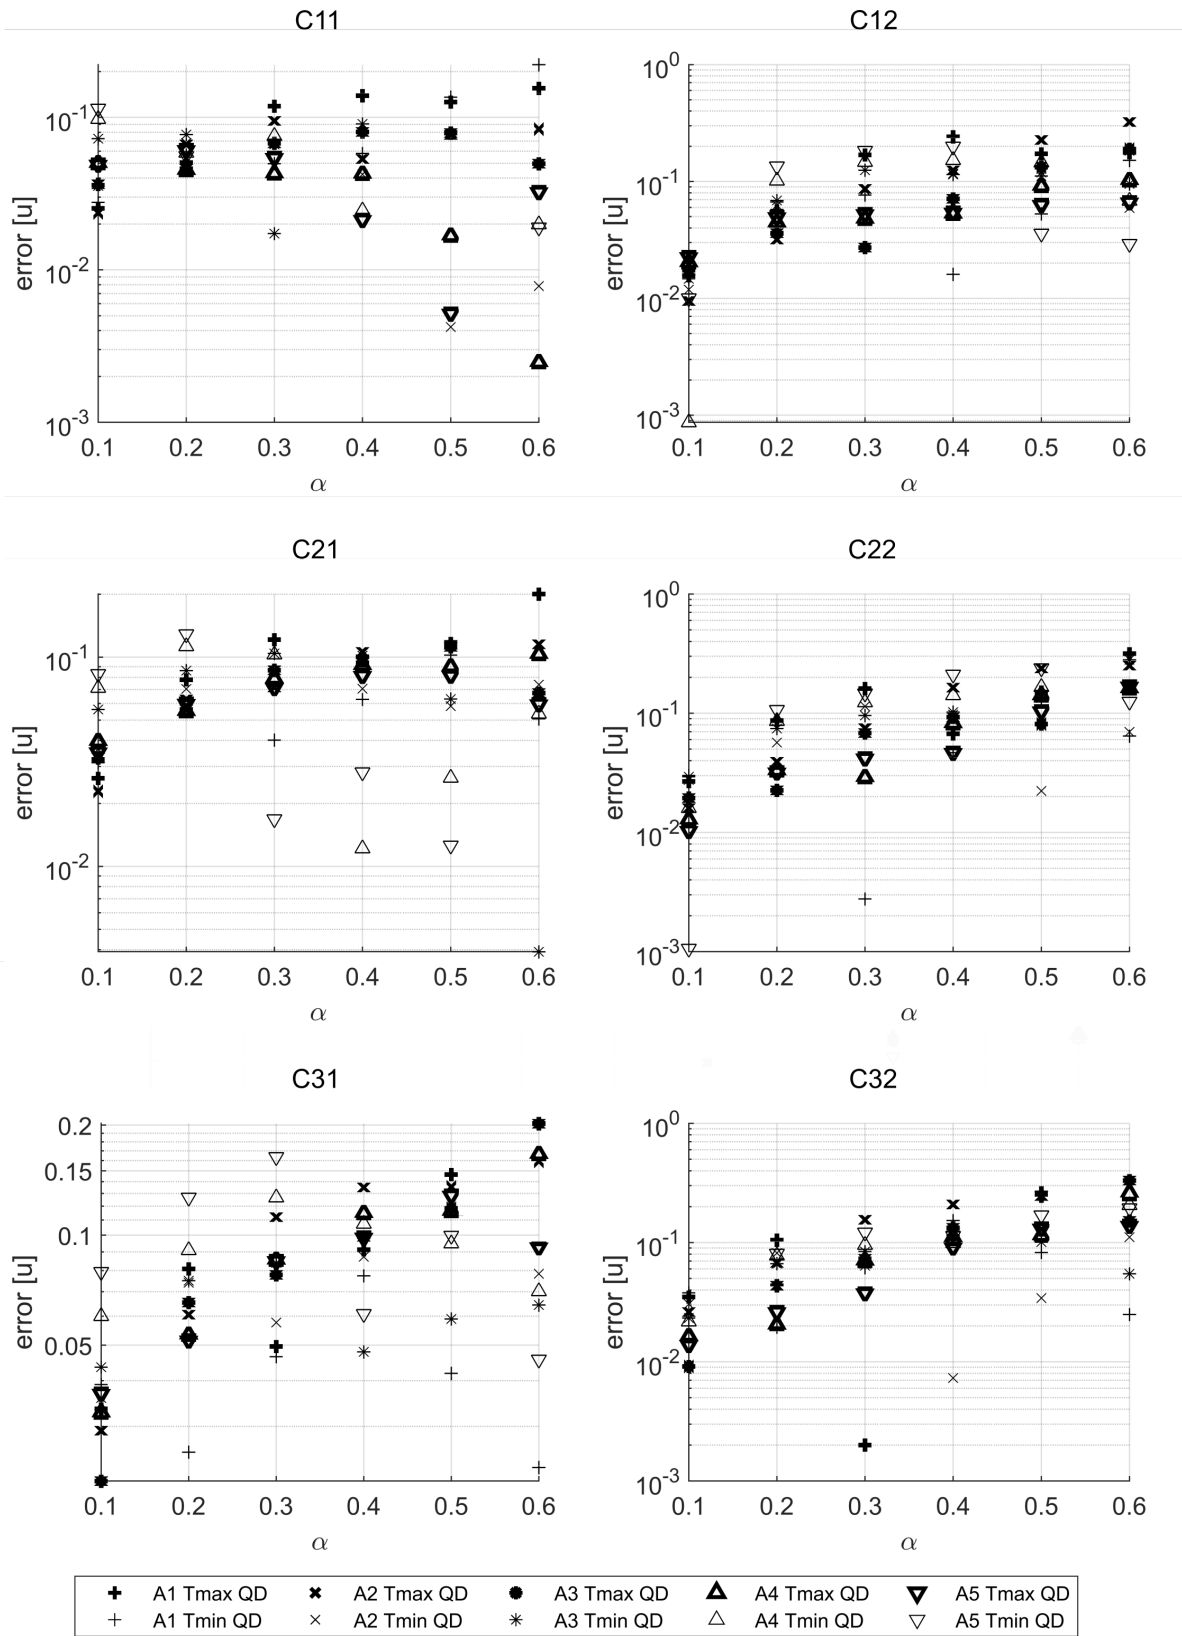 C11 C12
10^-1
10^-2
10^-3
error [u]
0.1 0.2 0.3 0.4 0.5 0.6
α
10^0
10^-1
10^-2
10^-3
error [u]
0.1 0.2 0.3 0.4 0.5 0.6
α
C21 C22
10^-1
10^-2
error [u]
0.1 0.2 0.3 0.4 0.5 0.6
α
10^0
10^-1
10^-2
10^-3
error [u]
0.1 0.2 0.3 0.4 0.5 0.6
α
C31 C32
0.2
0.15
0.1
0.05
error [u]
0.1 0.2 0.3 0.4 0.5 0.6
α
10^0
10^-1
10^-2
10^-3
error [u]
0.1 0.2 0.3 0.4 0.5 0.6
α
A1 Tmax QD A2 Tmax QD A3 Tmax QD A4 Tmax QD A5 Tmax QD
A1 Tmin QD A2 Tmin QD A3 Tmin QD A4 Tmin QD A5 Tmin QD